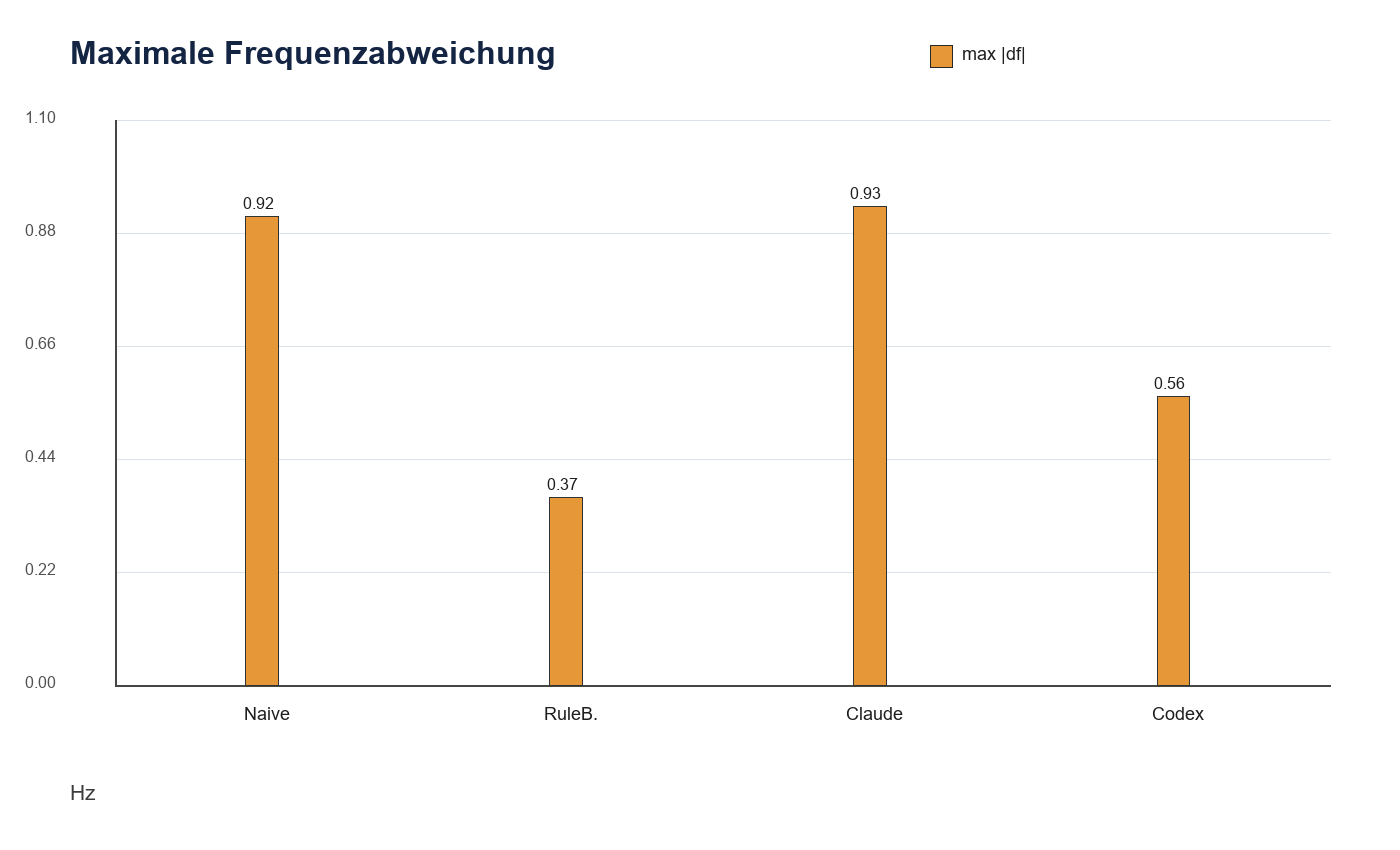 Maximale Frequenzabweichung
max |df|
1.10
0.88
0.66
0.44
0.22
0.00
0.92
0.37
0.93
0.56
Naive RuleB. Claude Codex
Hz